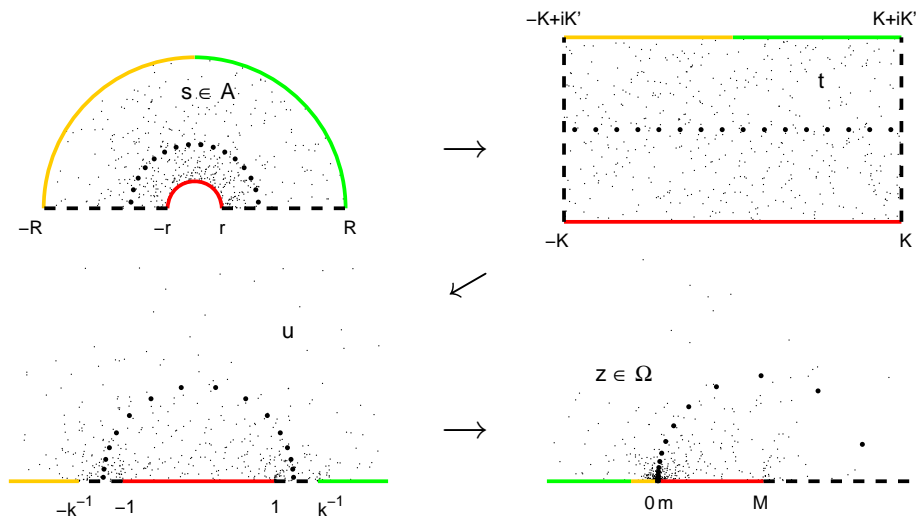 s ∈ A
−R −r r R
−K+iK' K+iK'
t
−K K
u
−k⁻¹ −1 1 k⁻¹
z ∈ Ω
0 m M